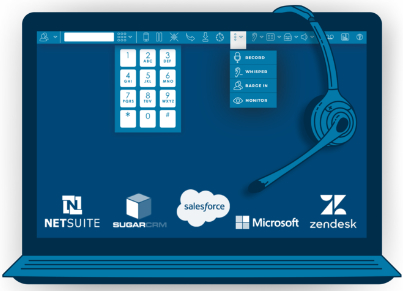 1
2
ABC
3
DEF
4
GHI
5
JKL
6
MNO
7
PQRS
8
TUV
9
WXYZ
*
0
#
RECORD
WHISPER
BARGE IN
MONITOR
N
NETSUITE
SUGARCRM
salesforce
Microsoft
zendesk